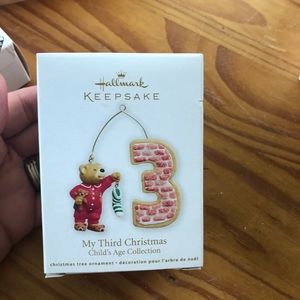 Hallmark
KEEPSAKE
3
My Third Christmas
Child's Age Collection
christmas tree ornament • décoration pour l'arbre de noël